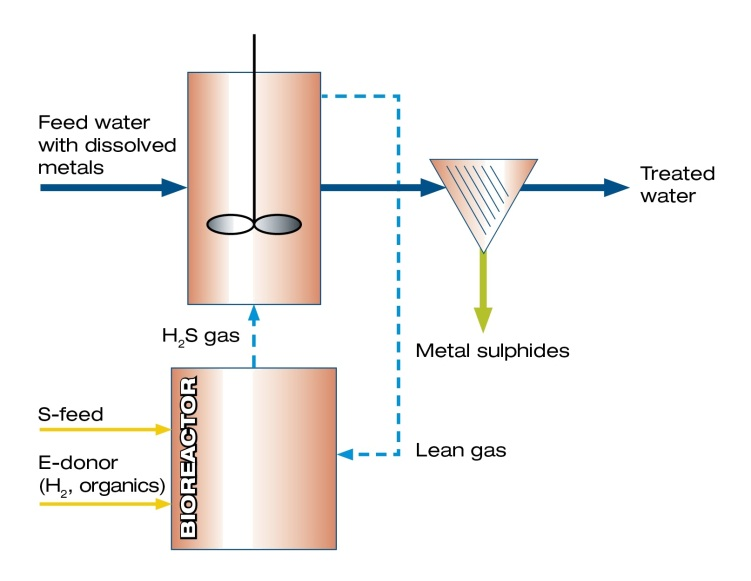 Feed water
with dissolved
metals
Treated
water
H₂S gas
Metal sulphides
BIOREACTOR
S-feed
Lean gas
E-donor
(H₂, organics)